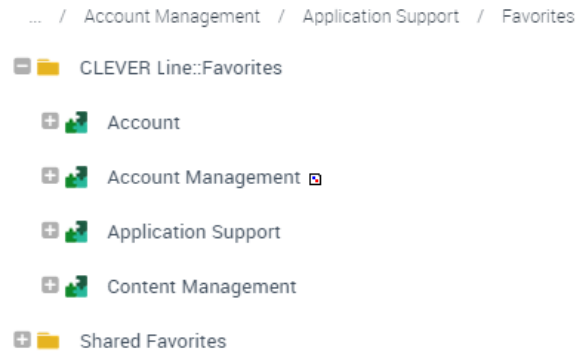 ... / Account Management / Application Support / Favorites
CLEVER Line::Favorites
Account
Account Management
Application Support
Content Management
Shared Favorites